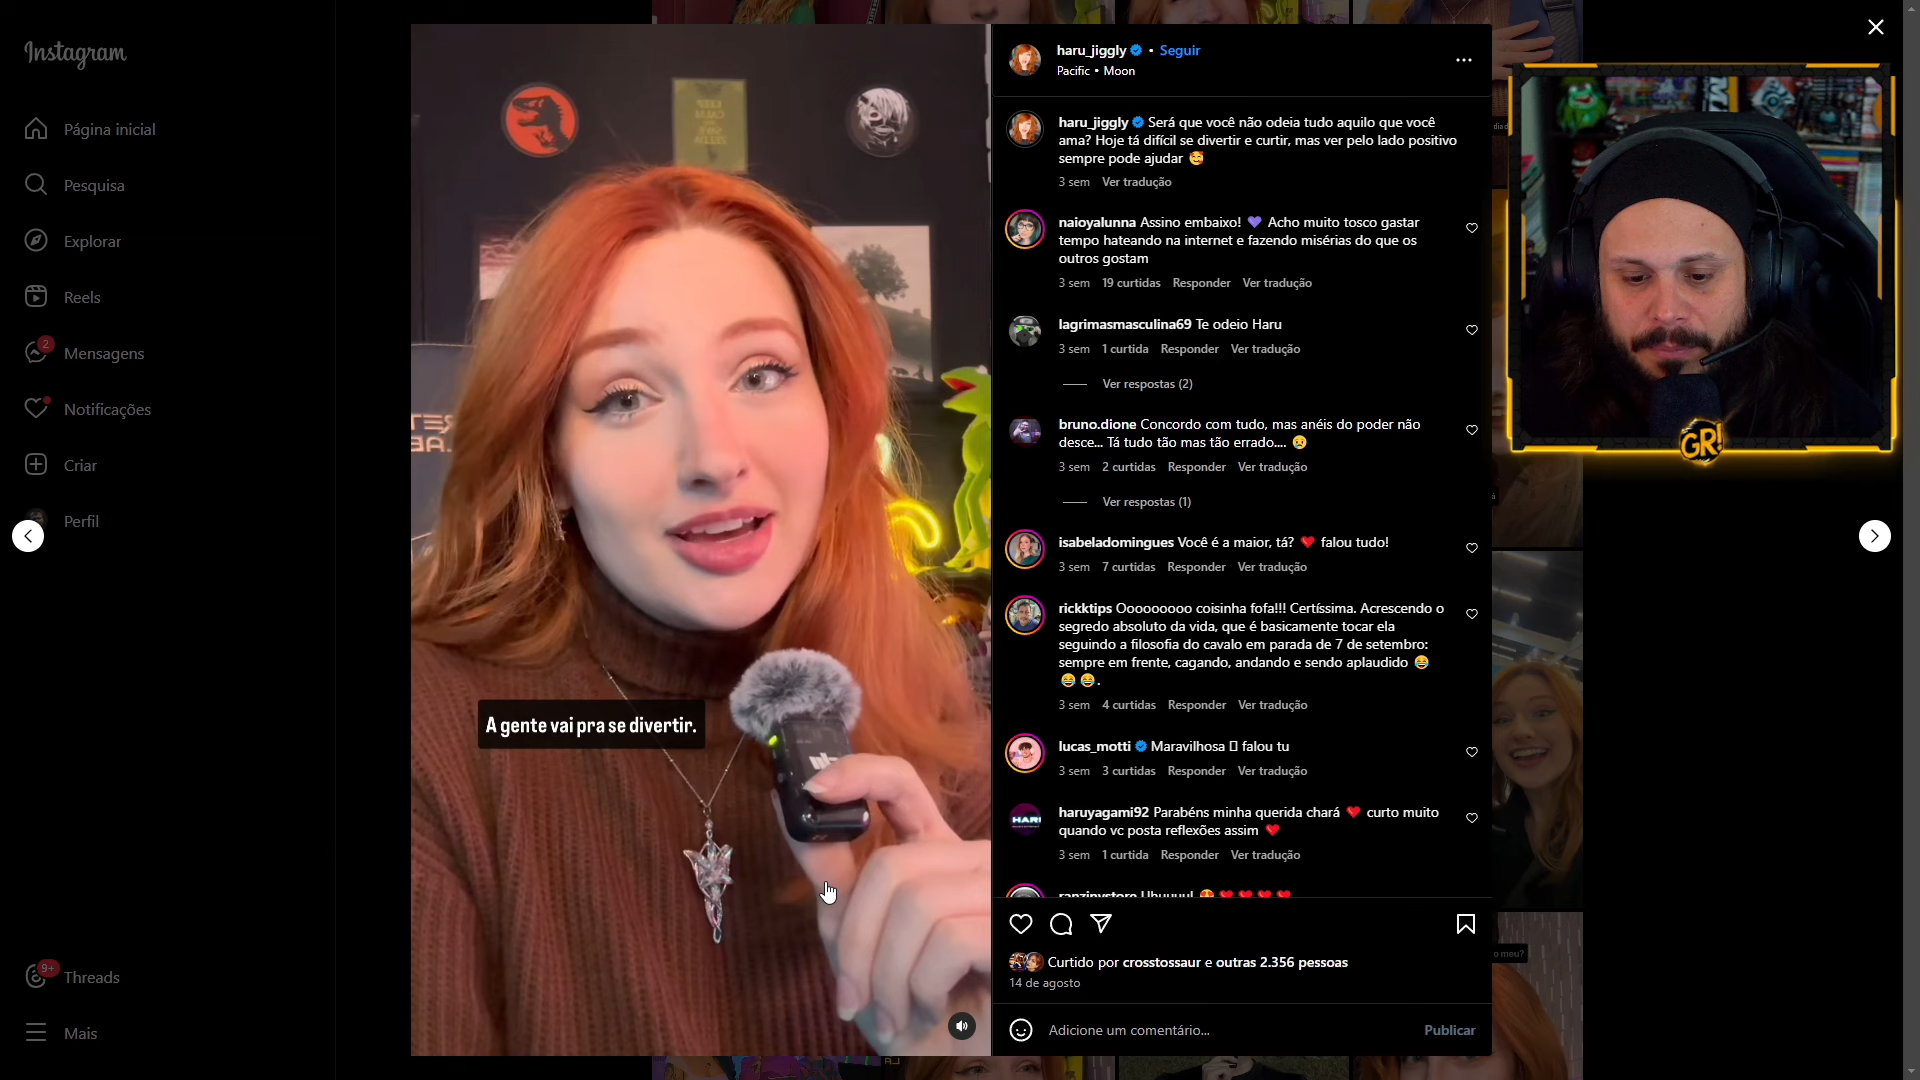 Instagram
Página inicial
Pesquisa
Explorar
Reels
2
Mensagens
Notificações
Criar
Perfil
9+
Threads
Mais
KEEP
CALM
A gente vai pra se divertir.
haru_jiggly • Seguir
Pacific • Moon
haru_jiggly Será que você não odeia tudo aquilo que você
ama? Hoje tá difícil se divertir e curtir, mas ver pelo lado positivo
sempre pode ajudar 🥰
3 sem Ver tradução
naioyalunna Assino embaixo! 💜 Acho muito tosco gastar
tempo hateando na internet e fazendo misérias do que os
outros gostam
3 sem 19 curtidas Responder Ver tradução
lagrimasmasculina69 Te odeio Haru
3 sem 1 curtida Responder Ver tradução
Ver respostas (2)
bruno.dione Concordo com tudo, mas anéis do poder não
desce... Tá tudo tão mas tão errado.... 😢
3 sem 2 curtidas Responder Ver tradução
Ver respostas (1)
isabeladomingues Você é a maior, tá? ❤️ falou tudo!
3 sem 7 curtidas Responder Ver tradução
rickktips Ooooooooo coisinha fofa!!! Certíssima. Acrescendo o
segredo absoluto da vida, que é basicamente tocar ela
seguindo a filosofia do cavalo em parada de 7 de setembro:
sempre em frente, cagando, andando e sendo aplaudido 😂
😂😂.
3 sem 4 curtidas Responder Ver tradução
lucas_motti Maravilhosa falou tu
3 sem 3 curtidas Responder Ver tradução
haruyagami92 Parabéns minha querida chará ❤️ curto muito
quando vc posta reflexões assim ❤️
3 sem 1 curtida Responder Ver tradução
Curtido por crosstossaur e outras 2.356 pessoas
14 de agosto
Adicione um comentário...
Publicar
GR!
o meu?